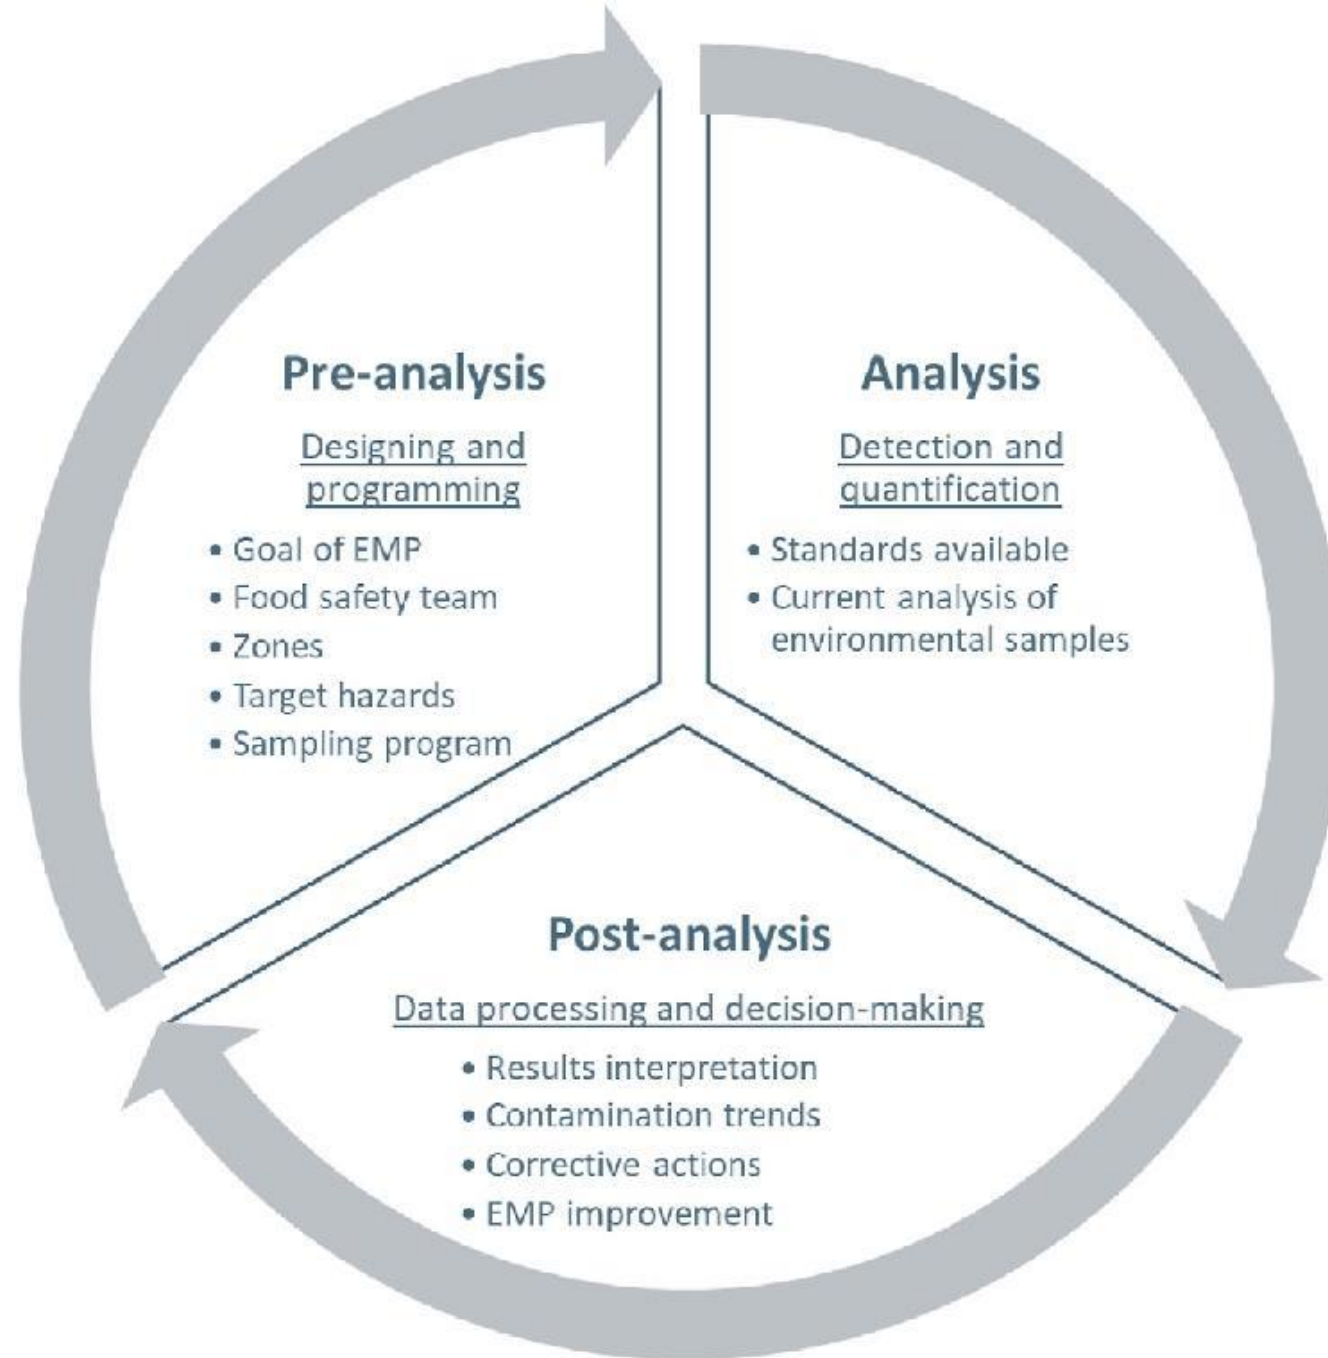 Pre-analysis
Designing and
programming
• Goal of EMP
• Food safety team
• Zones
• Target hazards
• Sampling program
Analysis
Detection and
quantification
• Standards available
• Current analysis of
environmental samples
Post-analysis
Data processing and decision-making
• Results interpretation
• Contamination trends
• Corrective actions
• EMP improvement